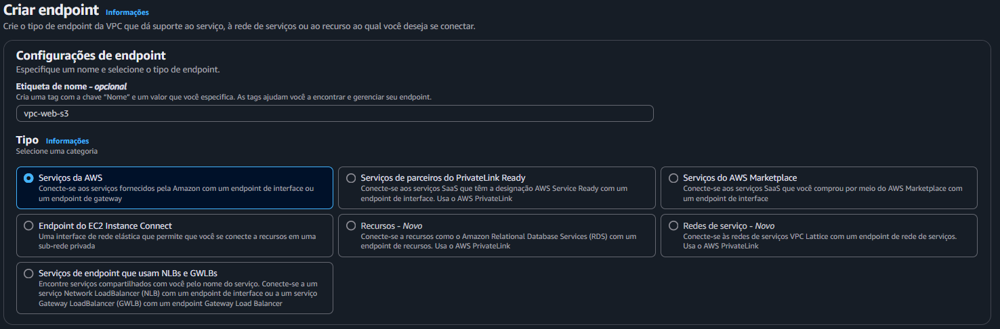 Criar endpoint Informações
Crie o tipo de endpoint da VPC que dá suporte ao serviço, à rede de serviços ou ao recurso ao qual você deseja se conectar.
Configurações de endpoint
Especifique um nome e selecione o tipo de endpoint.
Etiqueta de nome - opcional
Cria uma tag com a chave "Nome" e um valor que você especifica. As tags ajudam você a encontrar e gerenciar seu endpoint.
vpc-web-s3
Tipo Informações
Selecione uma categoria
Serviços da AWS
Conecte-se aos serviços fornecidos pela Amazon com um endpoint de interface ou
um endpoint de gateway
Serviços de parceiros do PrivateLink Ready
Conecte-se aos serviços SaaS que têm a designação AWS Service Ready com um
endpoint de interface. Usa o AWS PrivateLink
Serviços do AWS Marketplace
Conecte-se aos serviços SaaS que você comprou por meio do AWS Marketplace com
um endpoint de interface
Endpoint do EC2 Instance Connect
Uma interface de rede elástica que permite que você se conecte a recursos em uma
sub-rede privada
Recursos - Novo
Conecte-se a recursos como o Amazon Relational Database Services (RDS) com um
endpoint de recursos. Usa o AWS PrivateLink
Redes de serviço - Novo
Conecte-se às redes de serviços VPC Lattice com um endpoint de rede de serviços.
Usa o AWS PrivateLink
Serviços de endpoint que usam NLBs e GWLBs
Encontre serviços compartilhados com você pelo nome do serviço. Conecte-se a um
serviço Network LoadBalancer (NLB) com um endpoint de interface ou a um serviço
Gateway LoadBalancer (GWLB) com um endpoint Gateway Load Balancer